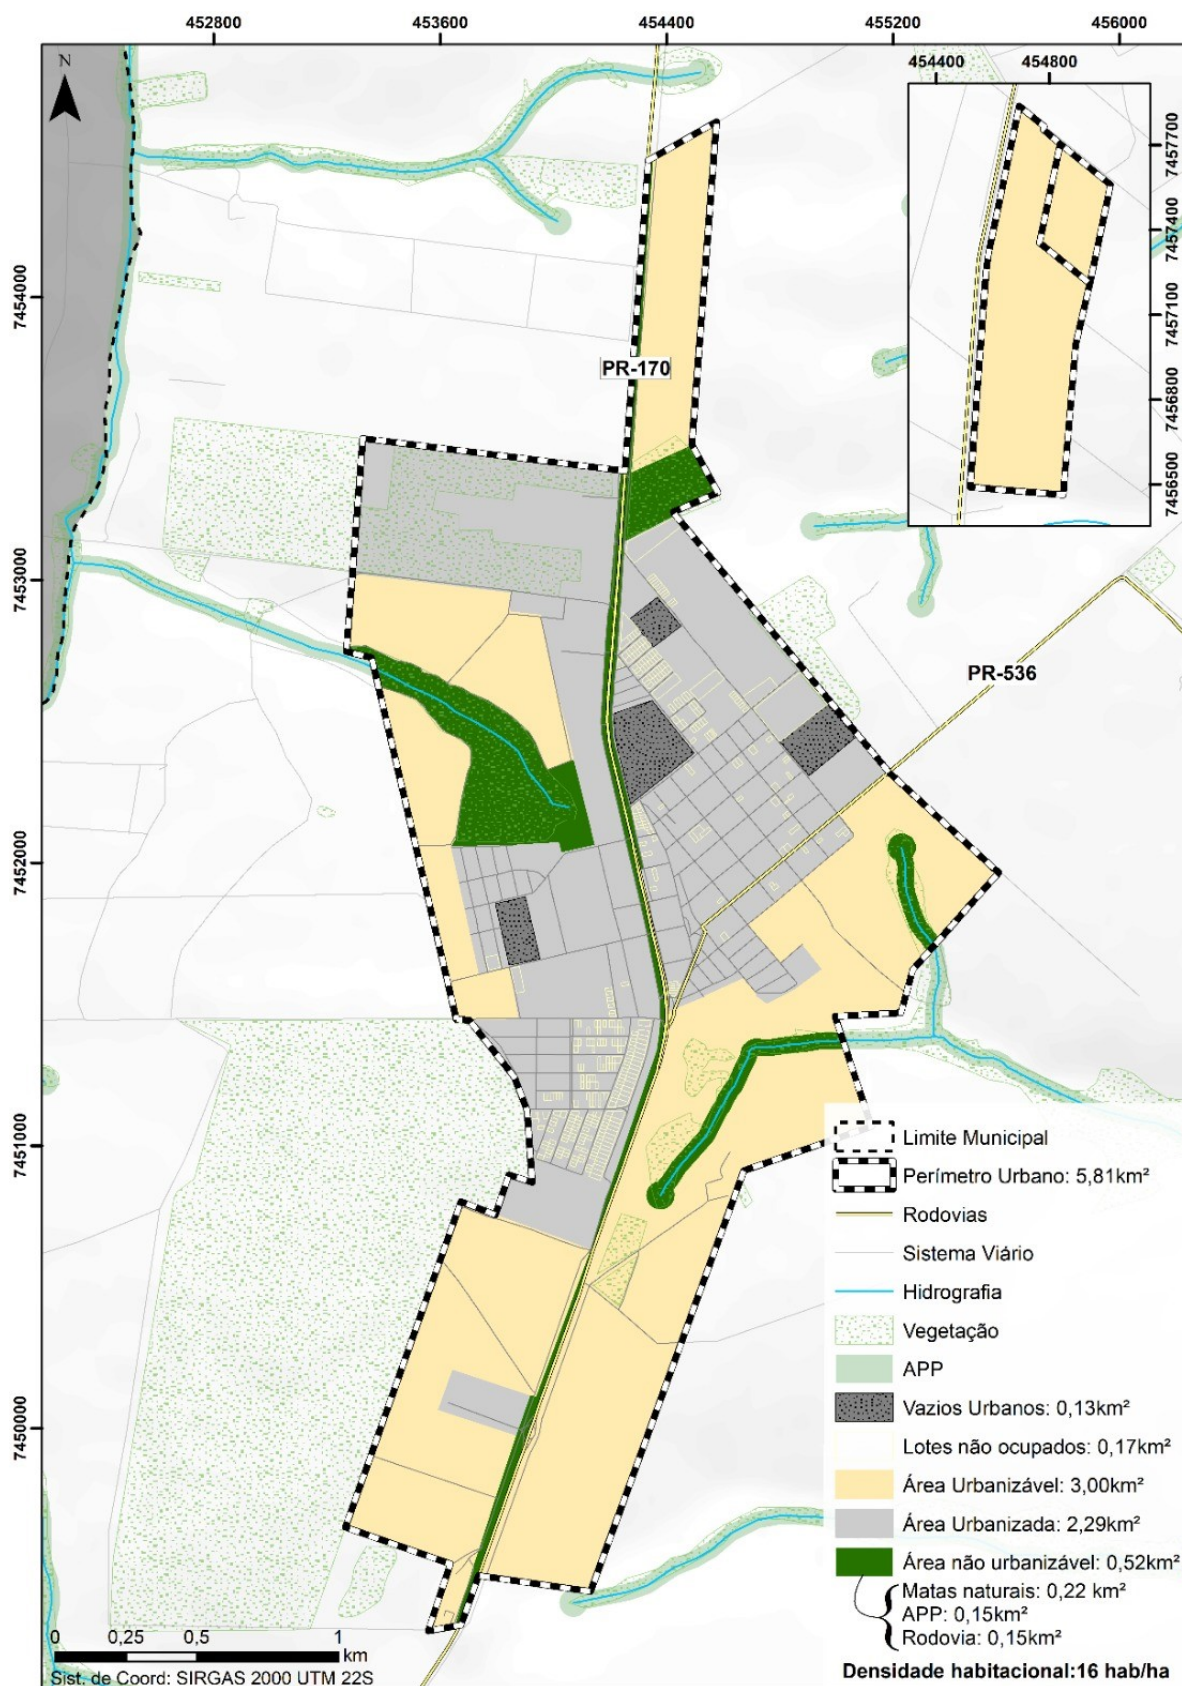 452800 453600 454400 455200 456000
454400 454800
N
7457700
7457400
7457100
7456800
7456500
7454000
PR-170
7453000
PR-536
7452000
7451000
7450000
Limite Municipal
Perímetro Urbano: 5,81km²
Rodovias
Sistema Viário
Hidrografia
Vegetação
APP
Vazios Urbanos: 0,13km²
Lotes não ocupados: 0,17km²
Área Urbanizável: 3,00km²
Área Urbanizada: 2,29km²
Área não urbanizável: 0,52km²
Matas naturais: 0,22 km²
APP: 0,15km²
Rodovia: 0,15km²
Densidade habitacional:16 hab/ha
0 0,25 0,5 1
km
Sist. de Coord: SIRGAS 2000 UTM 22S